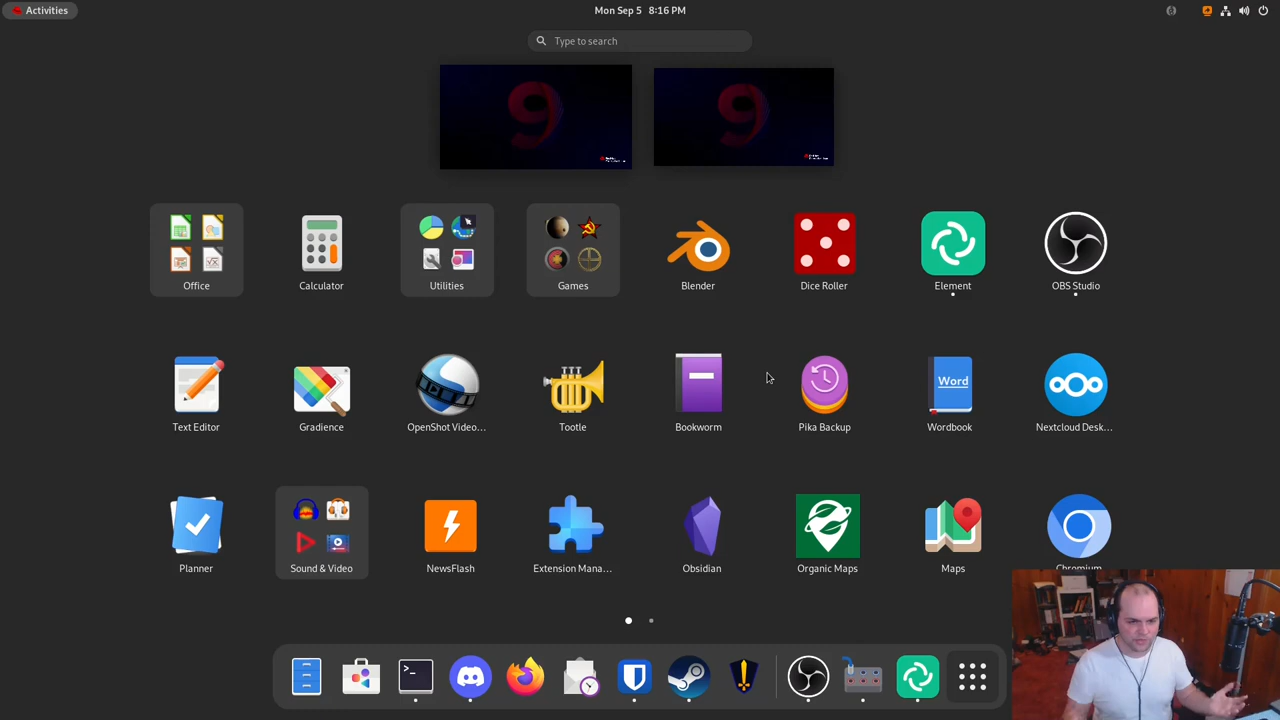 Activities
Mon Sep 5 8:16 PM
Type to search
9
9
Office
Calculator
Utilities
Games
Blender
Dice Roller
Element
OBS Studio
Text Editor
Gradience
OpenShot Video...
Tootle
Bookworm
Pika Backup
Word
Wordbook
Nextcloud Desk...
Planner
Sound & Video
NewsFlash
Extension Mana...
Obsidian
Organic Maps
Maps
Chromium